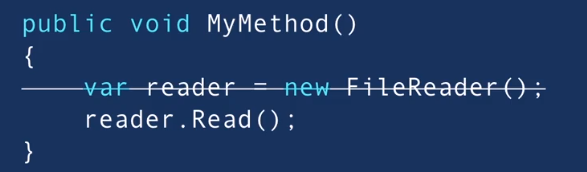 public void MyMethod()
{
    var reader = new FileReader();
    reader.Read();
}